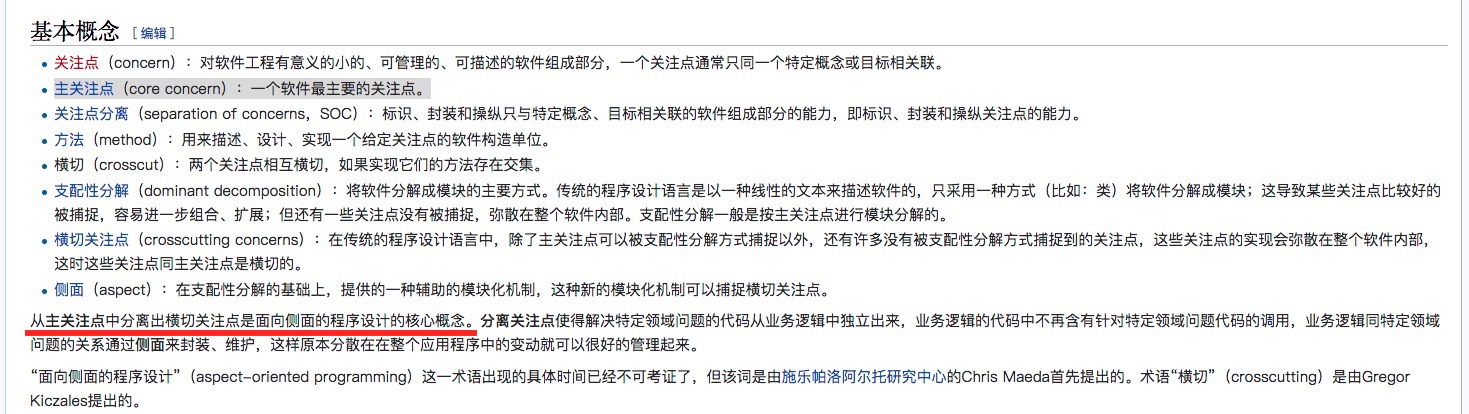 基本概念 [编辑]
关注点（concern）：对软件工程有意义的小的、可管理的、可描述的软件组成部分，一个关注点通常只同一个特定概念或目标相关联。
主关注点（core concern）：一个软件最主要的关注点。
关注点分离（separation of concerns，SOC）：标识、封装和操纵只与特定概念、目标相关联的软件组成部分的能力，即标识、封装和操纵关注点的能力。
方法（method）：用来描述、设计、实现一个给定关注点的软件构造单位。
横切（crosscut）：两个关注点相互横切，如果实现它们的方法存在交集。
支配性分解（dominant decomposition）：将软件分解成模块的主要方式。传统的程序设计语言是以一种线性的文本来描述软件的，只采用一种方式（比如：类）将软件分解成模块；这导致某些关注点比较好的
被捕捉，容易进一步组合、扩展；但还有一些关注点没有被捕捉，弥散在整个软件内部。支配性分解一般是按主关注点进行模块分解的。
横切关注点（crosscutting concerns）：在传统的程序设计语言中，除了主关注点可以被支配性分解方式捕捉以外，还有许多没有被支配性分解方式捕捉到的关注点，这些关注点的实现会弥散在整个软件内部，
这时这些关注点同主关注点是横切的。
侧面（aspect）：在支配性分解的基础上，提供的一种辅助的模块化机制，这种新的模块化机制可以捕捉横切关注点。
从主关注点中分离出横切关注点是面向侧面的程序设计的核心概念。分离关注点使得解决特定领域问题的代码从业务逻辑中独立出来，业务逻辑的代码中不再含有针对特定领域问题代码的调用，业务逻辑同特定领域
问题的关系通过侧面来封装、维护，这样原本分散在在整个应用程序中的变动就可以很好的管理起来。
“面向侧面的程序设计”（aspect-oriented programming）这一术语出现的具体时间已经不可考证了，但该词是由施乐帕洛阿尔托研究中心的Chris Maeda首先提出的。术语“横切”（crosscutting）是由Gregor
Kiczales提出的。